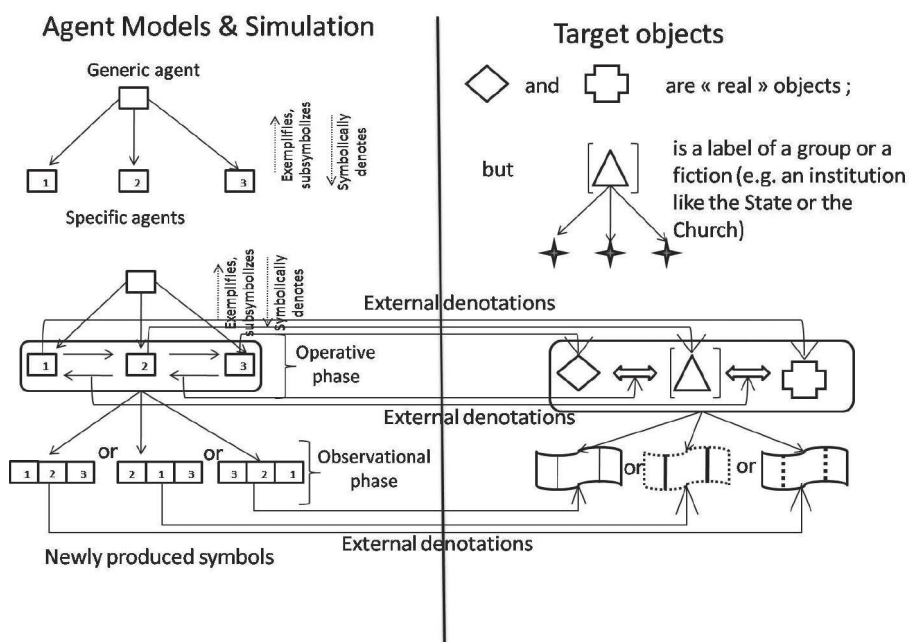 Agent Models & Simulation
Generic agent
1
2
3
Specific agents
Exemplifies,
subsymbolizes
Symbolically
denotes
Exemplifies,
subsymbolizes
Symbolically
denotes
1
2
3
Operative
phase
1 2 3
or
2 1 3
or
3 2 1
Observational
phase
Newly produced symbols
External denotations
External denotations
External denotations
Target objects
and
are « real » objects ;
but
is a label of a group or a
fiction (e.g. an institution
like the State or the
Church)
or
or